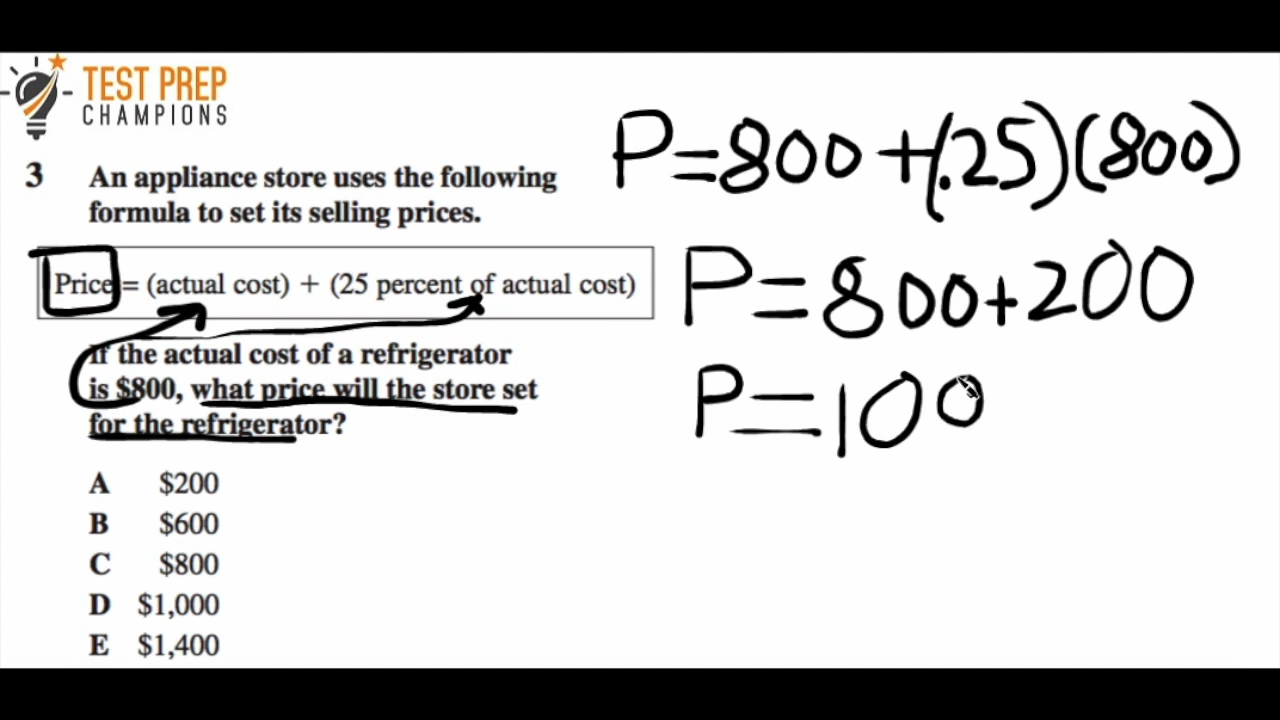 TEST PREP
CHAMPIONS
3 An appliance store uses the following
formula to set its selling prices.
Price = (actual cost) + (25 percent of actual cost)
If the actual cost of a refrigerator
is $800, what price will the store set
for the refrigerator?
A $200
B $600
C $800
D $1,000
E $1,400
P=800+(.25)(800)
P=800+200
P=100